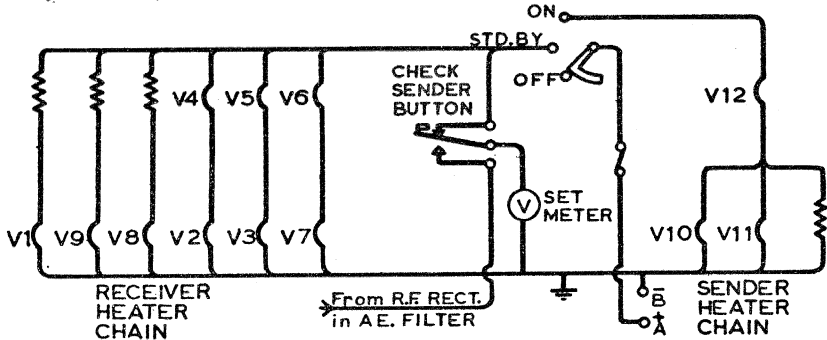 ON
STD.BY
OFF
CHECK
SENDER
BUTTON
V4
V5
V6
V12
V
SET
METER
V1
V9
V8
V2
V3
V7
V10
V11
RECEIVER
HEATER
CHAIN
From R.F. RECT.
in AE. FILTER
B̄
+
A
SENDER
HEATER
CHAIN